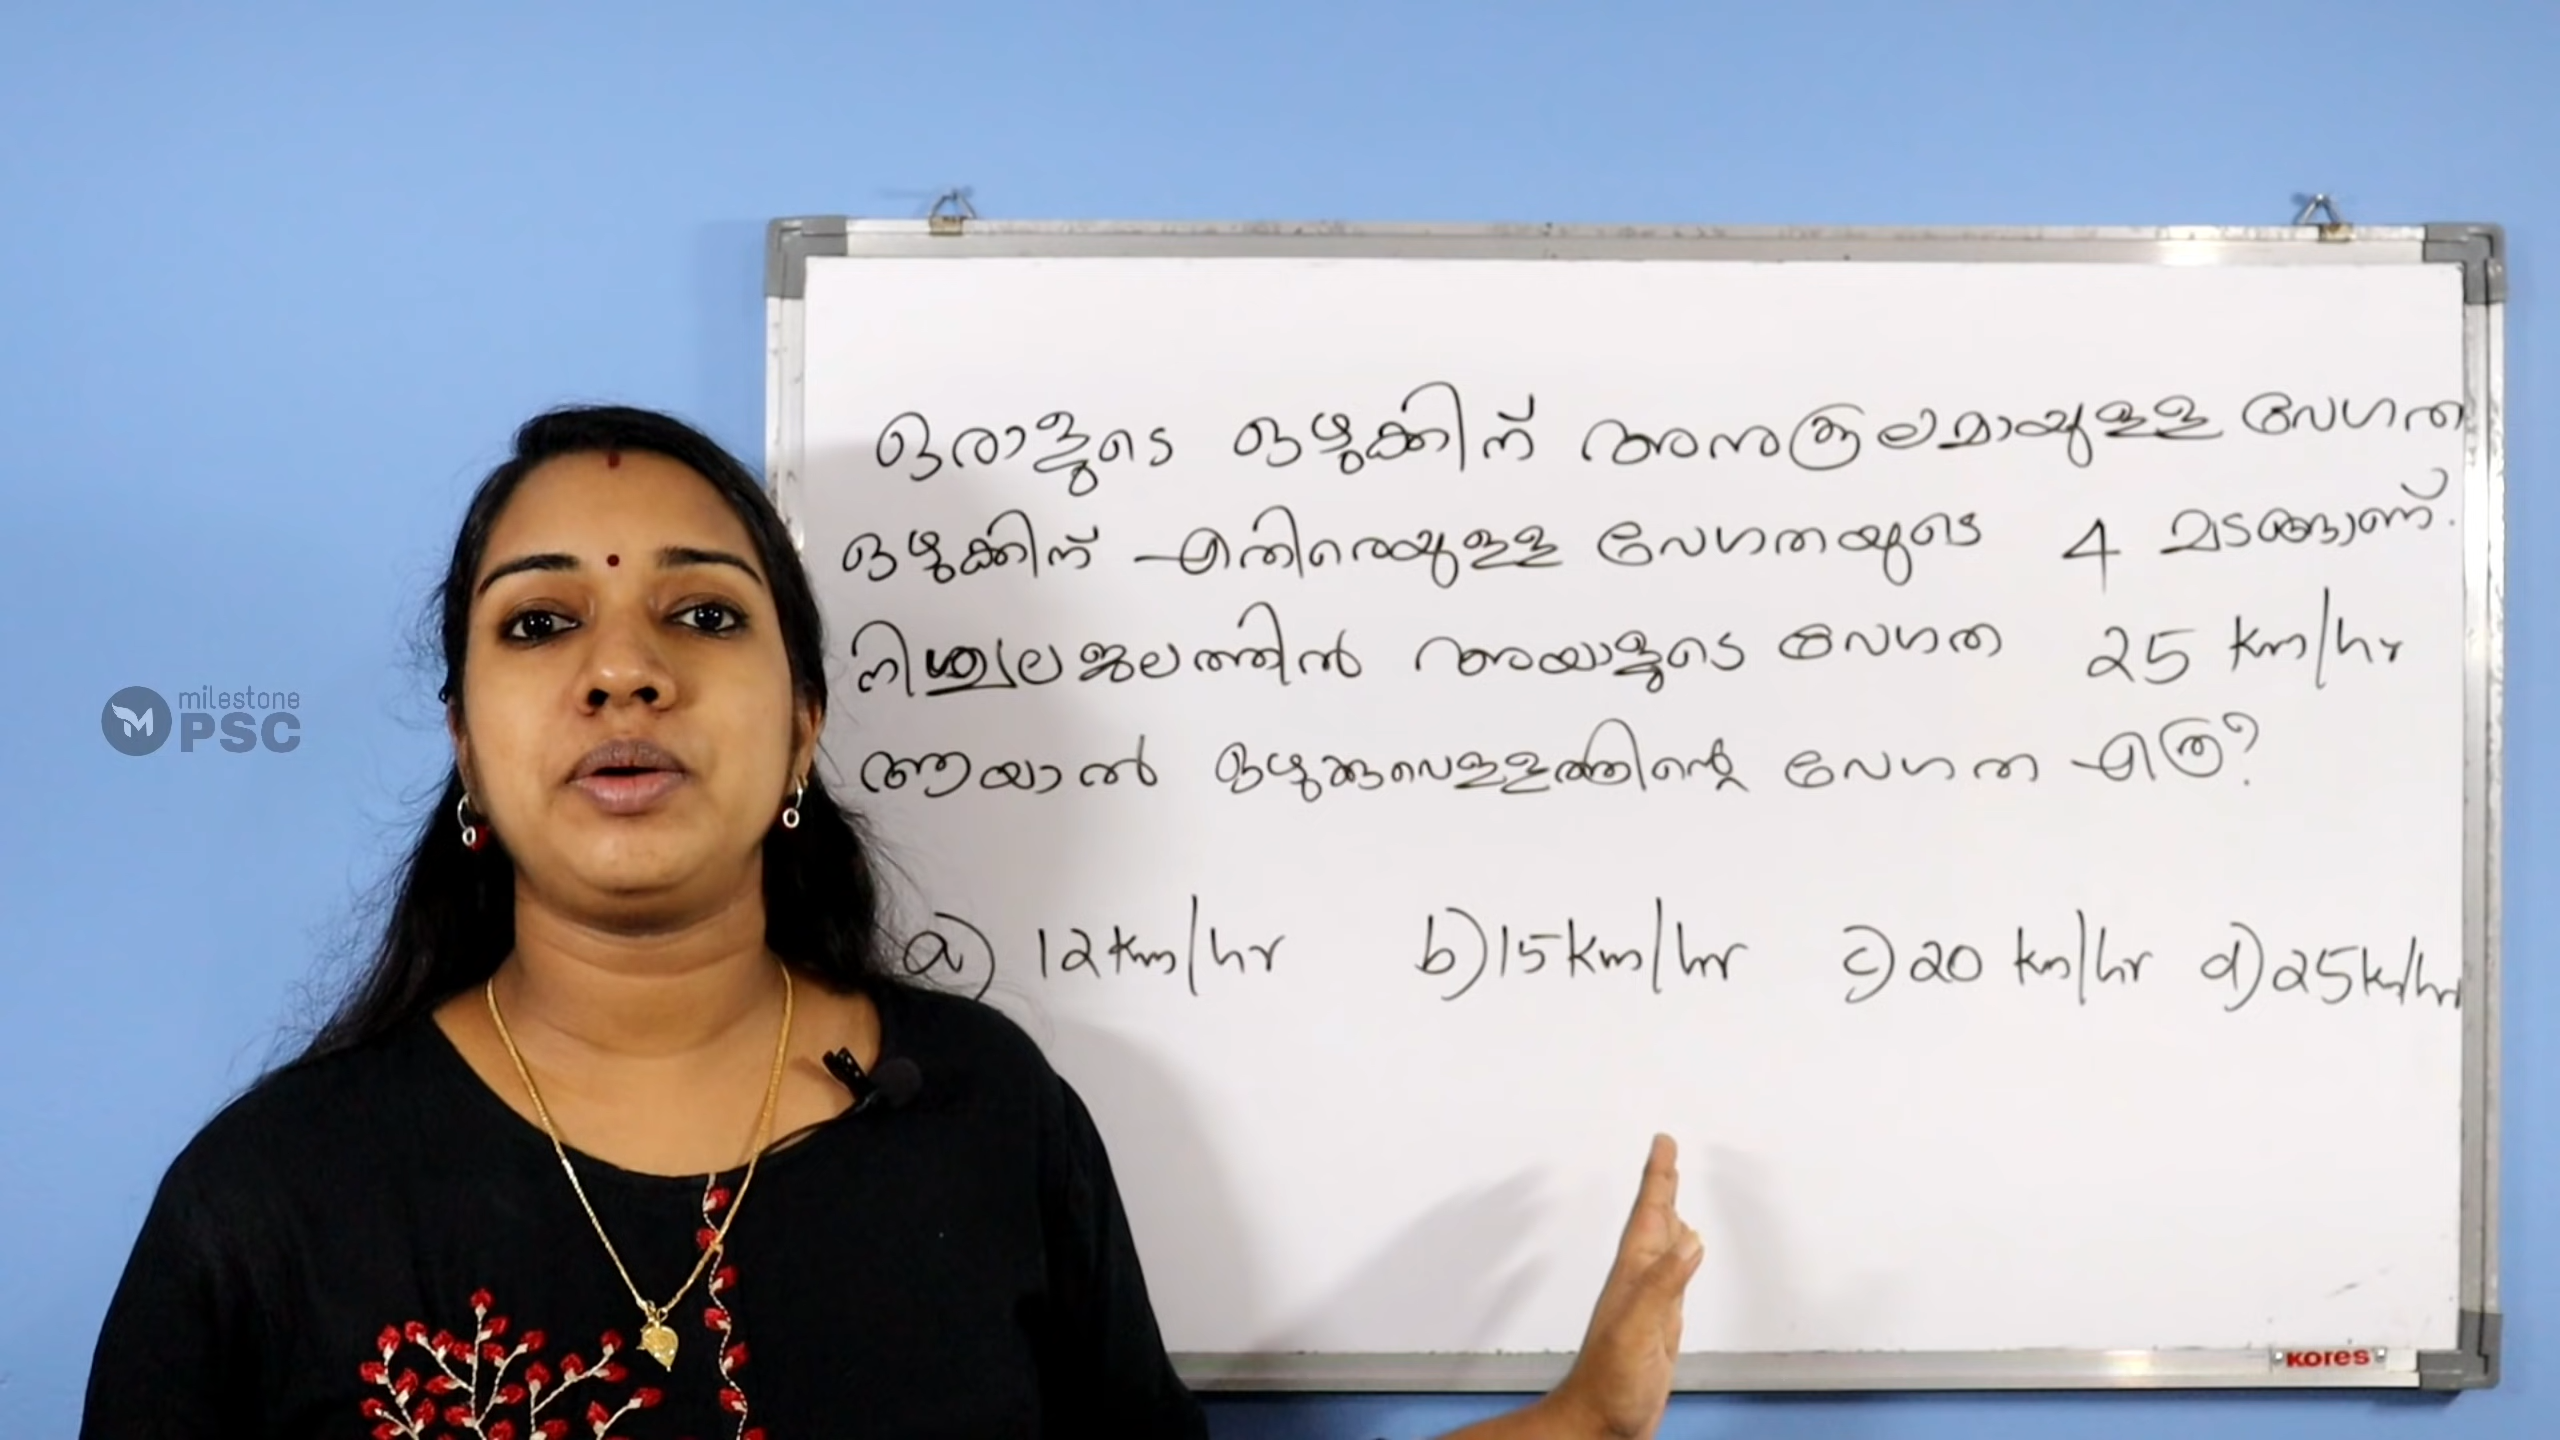 ഒരാളുടെ ഒഴുക്കിന് അനുകൂലമായുള്ള വേഗത
ഒഴുക്കിന് എതിരെയുള്ള വേഗതയുടെ 4 മടങ്ങാണ്.
നിശ്ചലജലത്തിൽ അയാളുടെ വേഗത 25 km/hr
ആയാൽ ഒഴുക്കുവെള്ളത്തിന്റെ വേഗത എത്ര?
a) 12km/hr b) 15km/hr c) 20 km/hr d) 25km/hr
milestone
PSC
kores